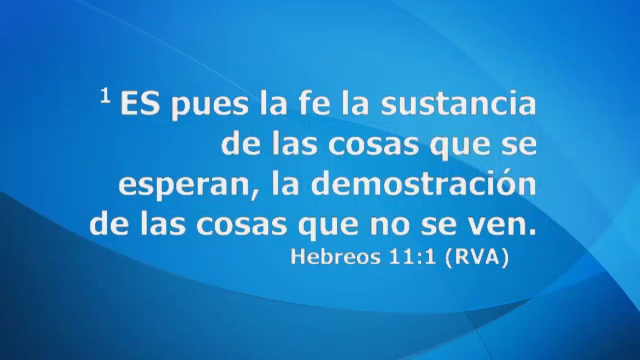 1 ES pues la fe la sustancia
de las cosas que se
esperan, la demostración
de las cosas que no se ven.
Hebreos 11:1 (RVA)